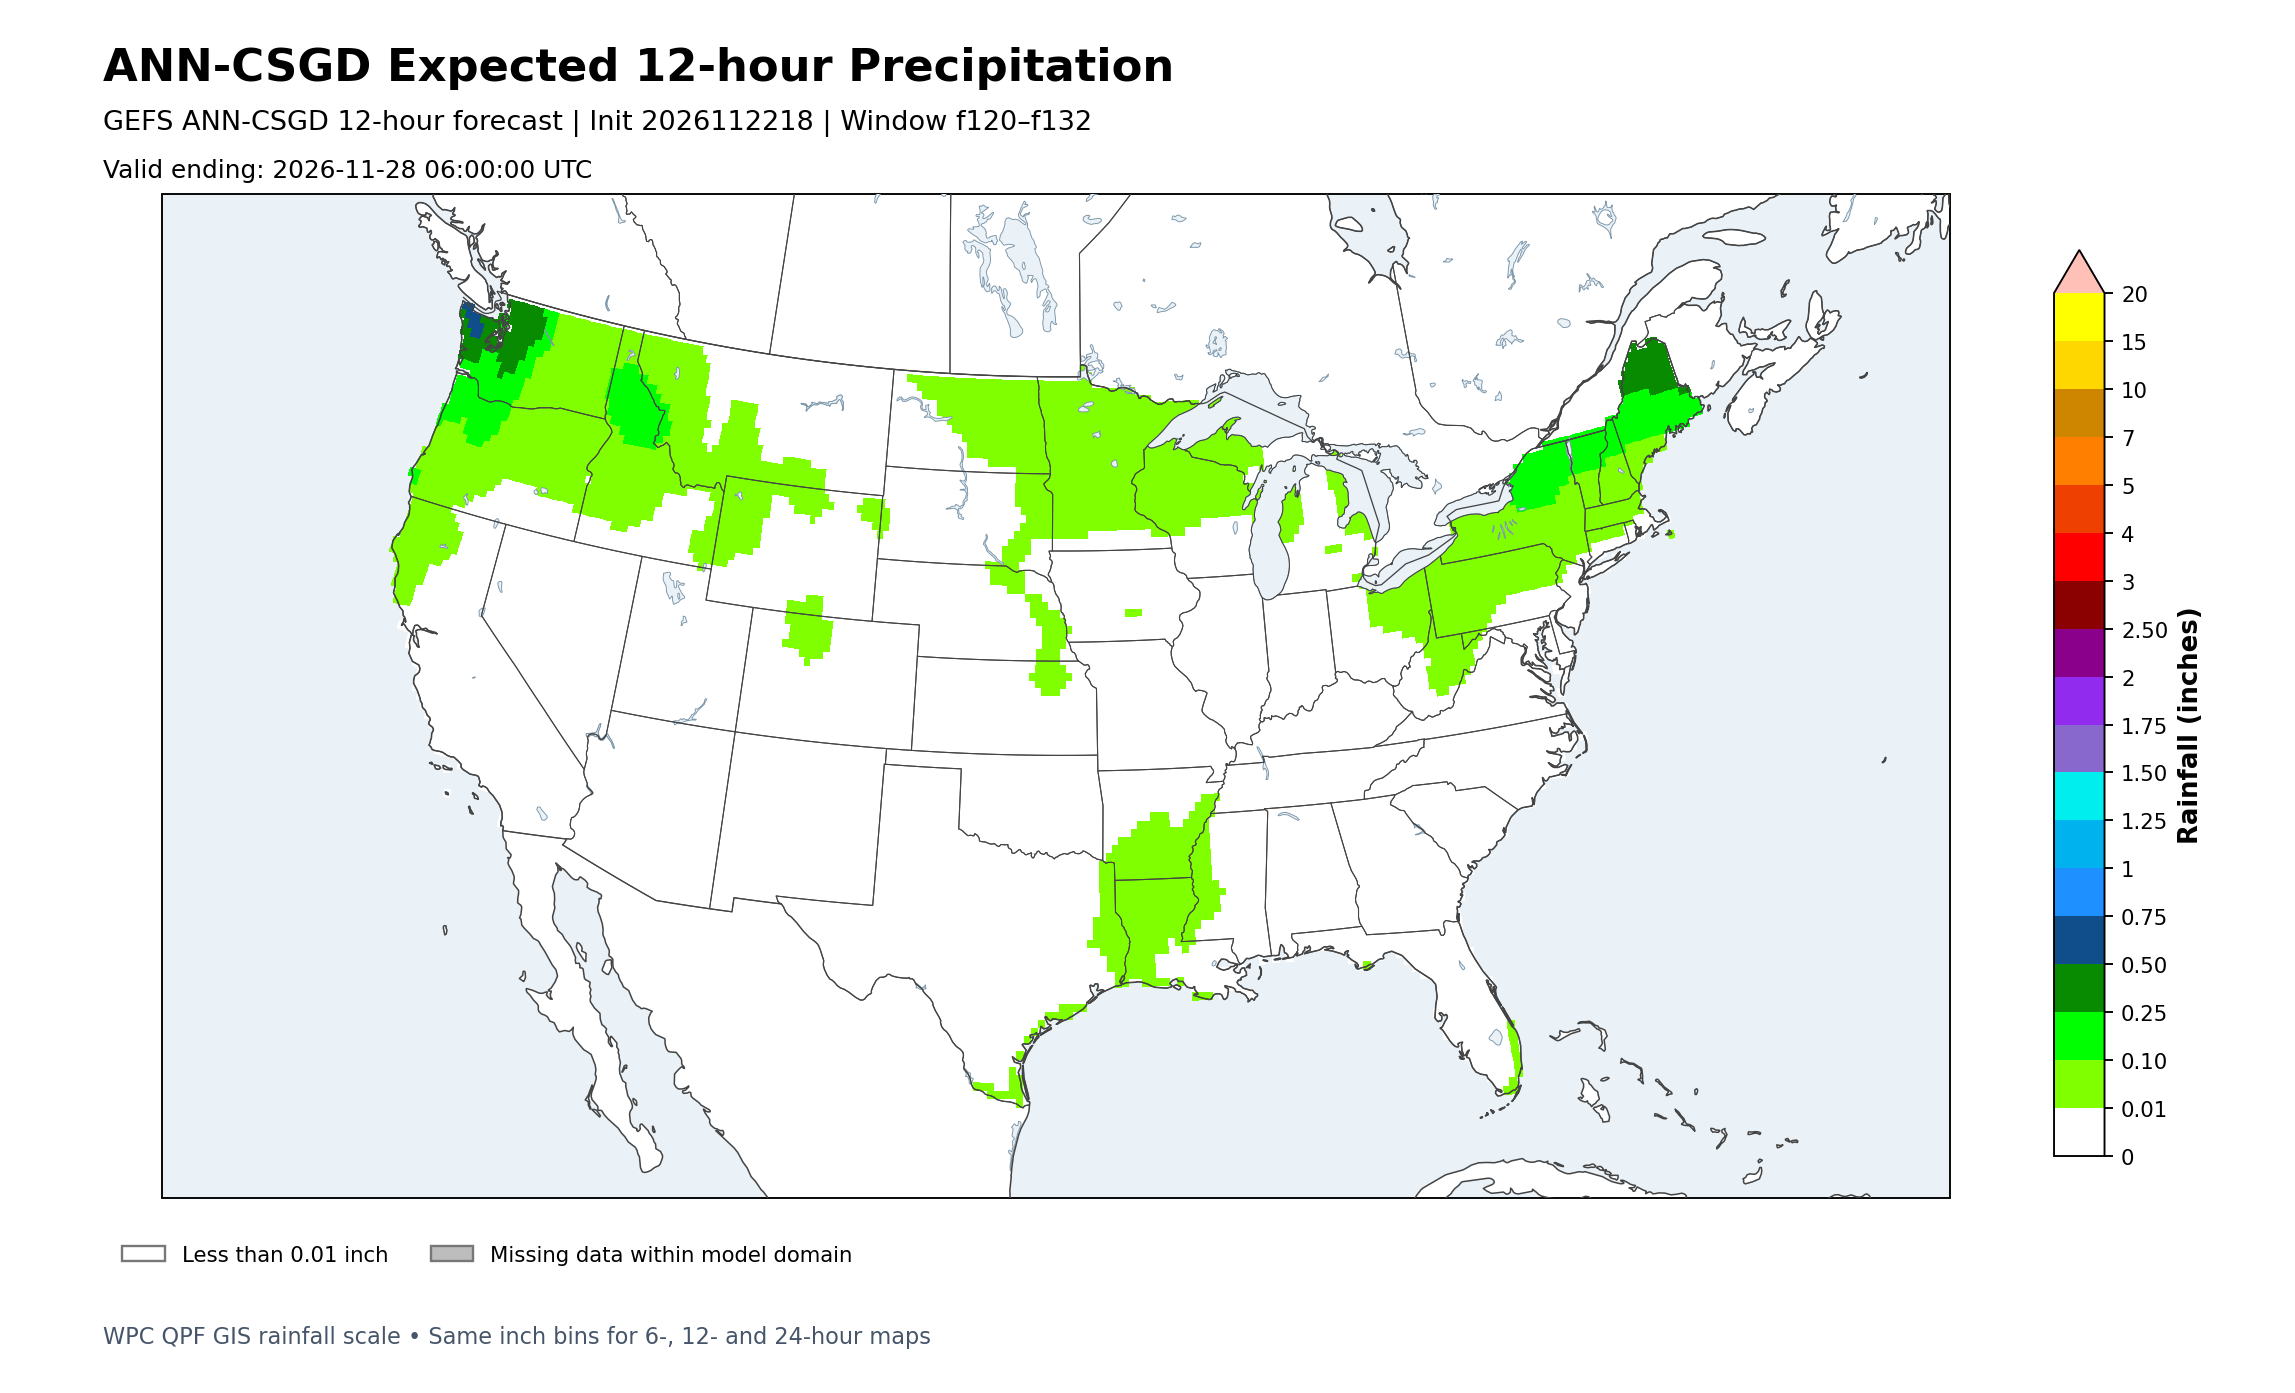 ANN-CSGD Expected 12-hour Precipitation
GEFS ANN-CSGD 12-hour forecast | Init 2026112218 | Window f120–f132
Valid ending: 2026-11-28 06:00:00 UTC
20
15
10
7
5
4
3
2.50
2
1.75
1.50
1.25
1
0.75
0.50
0.25
0.10
0.01
0
Rainfall (inches)
Less than 0.01 inch
Missing data within model domain
WPC QPF GIS rainfall scale • Same inch bins for 6-, 12- and 24-hour maps